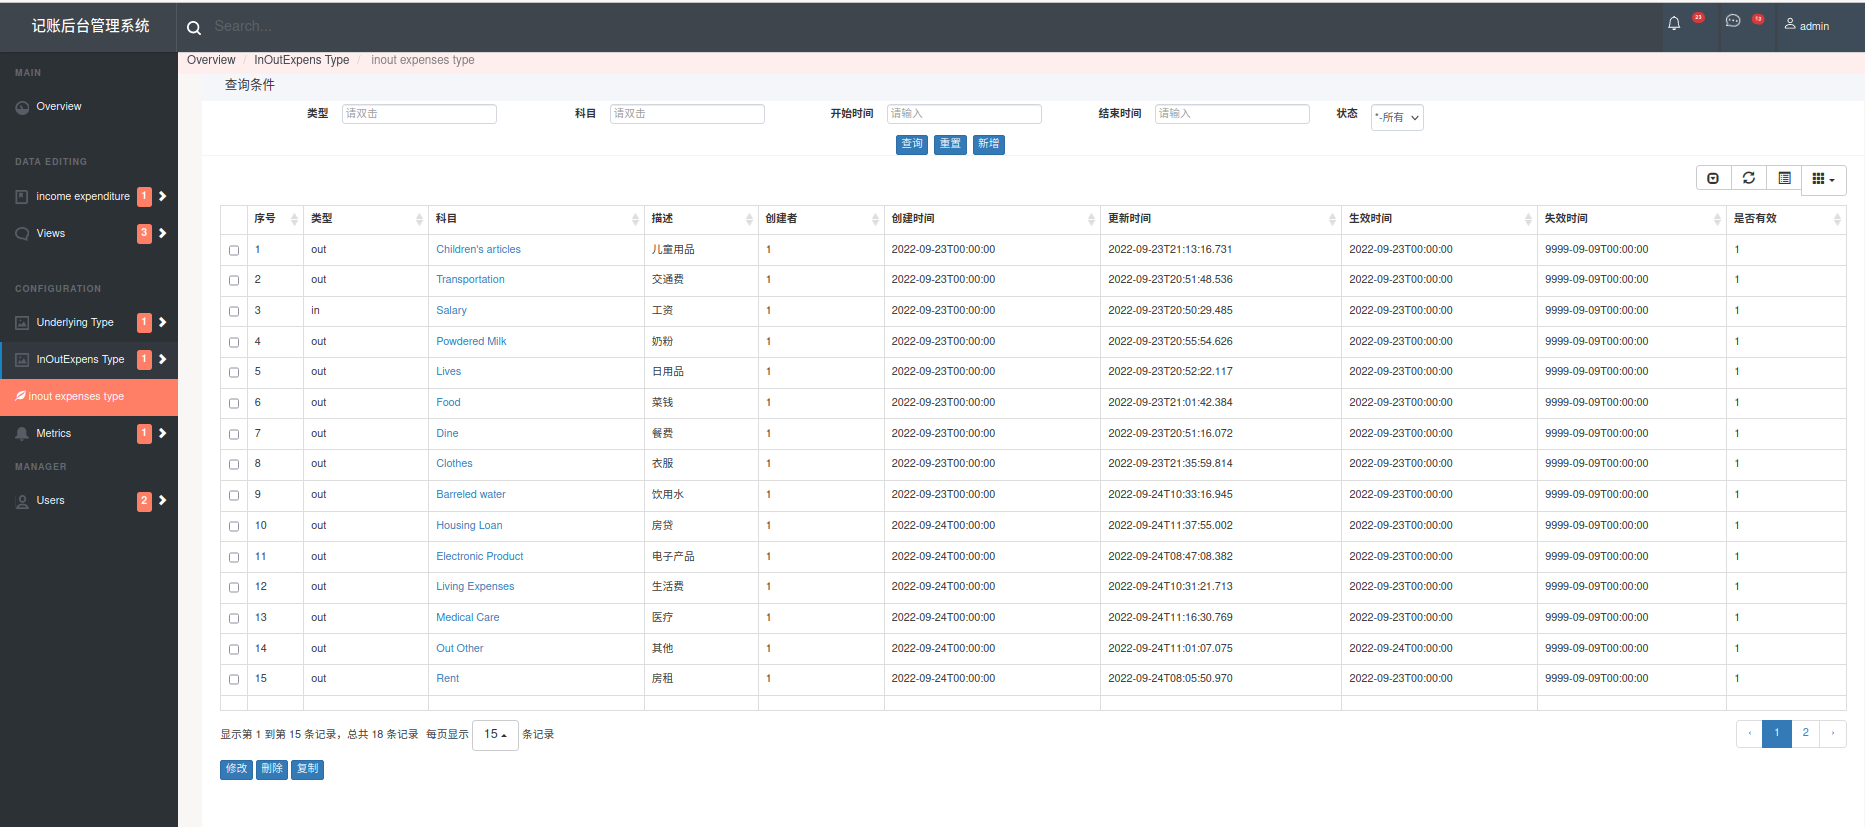 记账后台管理系统 Search... 23 13 admin
Overview / InOutExpens Type / inout expenses type
MAIN
Overview
DATA EDITING
income expenditure 1
Views 3
CONFIGURATION
Underlying Type 1
InOutExpens Type 1
inout expenses type
Metrics 1
MANAGER
Users 2
查询条件
类型 请双击 科目 请双击 开始时间 请输入 结束时间 请输入 状态 *-所有
查询 重置 新增
序号 类型 科目 描述 创建者 创建时间 更新时间 生效时间 失效时间 是否有效
1 out Children's articles 儿童用品 1 2022-09-23T00:00:00 2022-09-23T21:13:16.731 2022-09-23T00:00:00 9999-09-09T00:00:00 1
2 out Transportation 交通费 1 2022-09-23T00:00:00 2022-09-23T20:51:48.536 2022-09-23T00:00:00 9999-09-09T00:00:00 1
3 in Salary 工资 1 2022-09-23T00:00:00 2022-09-23T20:50:29.485 2022-09-23T00:00:00 9999-09-09T00:00:00 1
4 out Powdered Milk 奶粉 1 2022-09-23T00:00:00 2022-09-23T20:55:54.626 2022-09-23T00:00:00 9999-09-09T00:00:00 1
5 out Lives 日用品 1 2022-09-23T00:00:00 2022-09-23T20:52:22.117 2022-09-23T00:00:00 9999-09-09T00:00:00 1
6 out Food 菜钱 1 2022-09-23T00:00:00 2022-09-23T21:01:42.384 2022-09-23T00:00:00 9999-09-09T00:00:00 1
7 out Dine 餐费 1 2022-09-23T00:00:00 2022-09-23T20:51:16.072 2022-09-23T00:00:00 9999-09-09T00:00:00 1
8 out Clothes 衣服 1 2022-09-23T00:00:00 2022-09-23T21:35:59.814 2022-09-23T00:00:00 9999-09-09T00:00:00 1
9 out Barreled water 饮用水 1 2022-09-23T00:00:00 2022-09-24T10:33:16.945 2022-09-23T00:00:00 9999-09-09T00:00:00 1
10 out Housing Loan 房贷 1 2022-09-24T00:00:00 2022-09-24T11:37:55.002 2022-09-23T00:00:00 9999-09-09T00:00:00 1
11 out Electronic Product 电子产品 1 2022-09-24T00:00:00 2022-09-24T08:47:08.382 2022-09-23T00:00:00 9999-09-09T00:00:00 1
12 out Living Expenses 生活费 1 2022-09-24T00:00:00 2022-09-24T10:31:21.713 2022-09-23T00:00:00 9999-09-09T00:00:00 1
13 out Medical Care 医疗 1 2022-09-24T00:00:00 2022-09-24T11:16:30.769 2022-09-23T00:00:00 9999-09-09T00:00:00 1
14 out Out Other 其他 1 2022-09-24T00:00:00 2022-09-24T11:01:07.075 2022-09-24T00:00:00 9999-09-09T00:00:00 1
15 out Rent 房租 1 2022-09-24T00:00:00 2022-09-24T08:05:50.970 2022-09-23T00:00:00 9999-09-09T00:00:00 1
显示第 1 到第 15 条记录，总共 18 条记录 每页显示 15 条记录 ‹ 1 2 ›
修改 刪除 复制